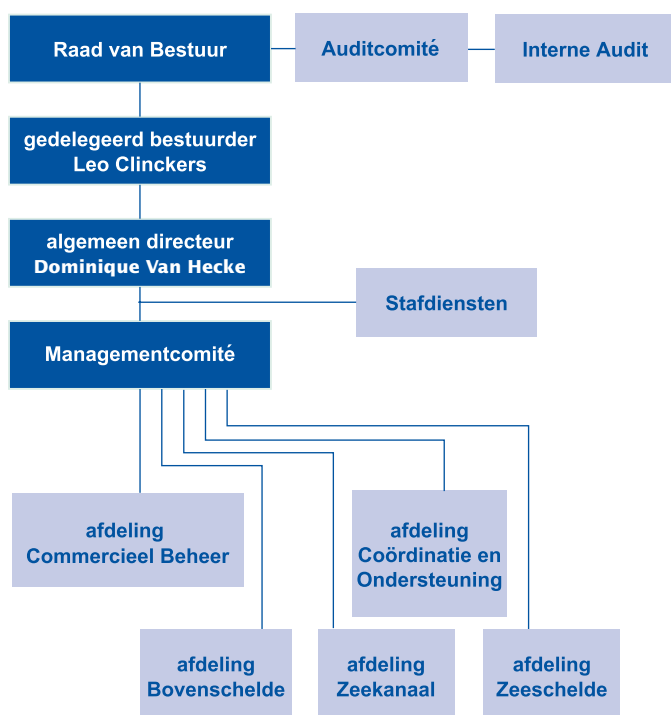 Raad van Bestuur
Auditcomité
Interne Audit
gedelegeerd bestuurder
Leo Clinckers
algemeen directeur
Dominique Van Hecke
Stafdiensten
Managementcomité
afdeling
Commercieel Beheer
afdeling
Coördinatie en
Ondersteuning
afdeling
Bovenschelde
afdeling
Zeekanaal
afdeling
Zeeschelde